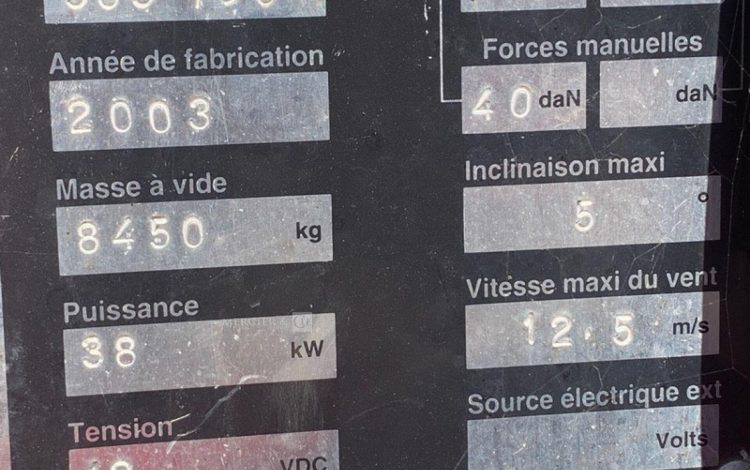 Année de fabrication
2003
Masse à vide
8450 kg
Puissance
38 kW
Tension
VDC
Forces manuelles
40 daN
daN
Inclinaison maxi
5 °
Vitesse maxi du vent
12.5 m/s
Source électrique ext
Volts